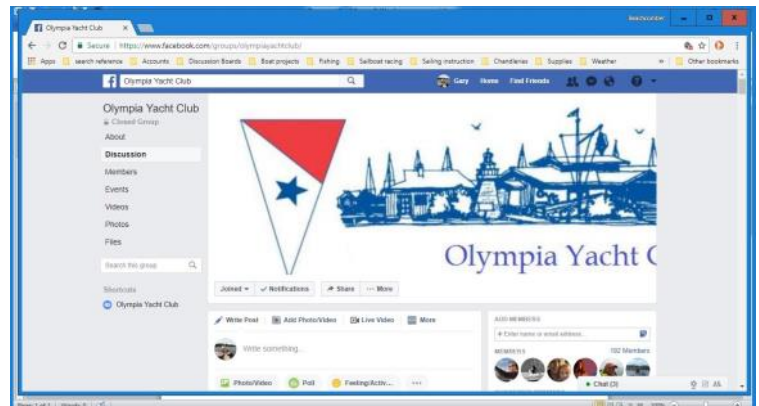 Olympia Yacht Club
Beachcomber
Secure | https://www.facebook.com/groups/olympiayachtclub/
Apps search reference Accounts Discussion Boards Boat projects Fishing Sailboat racing Sailing instruction Chandleries Supplies Weather Other bookmarks
Olympia Yacht Club
Gary Home Find Friends
Olympia Yacht Club
Closed Group
About
Discussion
Members
Events
Videos
Photos
Files
Search this group
Shortcuts
Olympia Yacht Club
Olympia Yacht C
Joined Notifications Share More
Write Post Add Photo/Video Live Video More
Write something...
Photo/Video Poll Feeling/Activ...
ADD MEMBERS
+ Enter name or email address...
MEMBERS 192 Members
Chat (3)